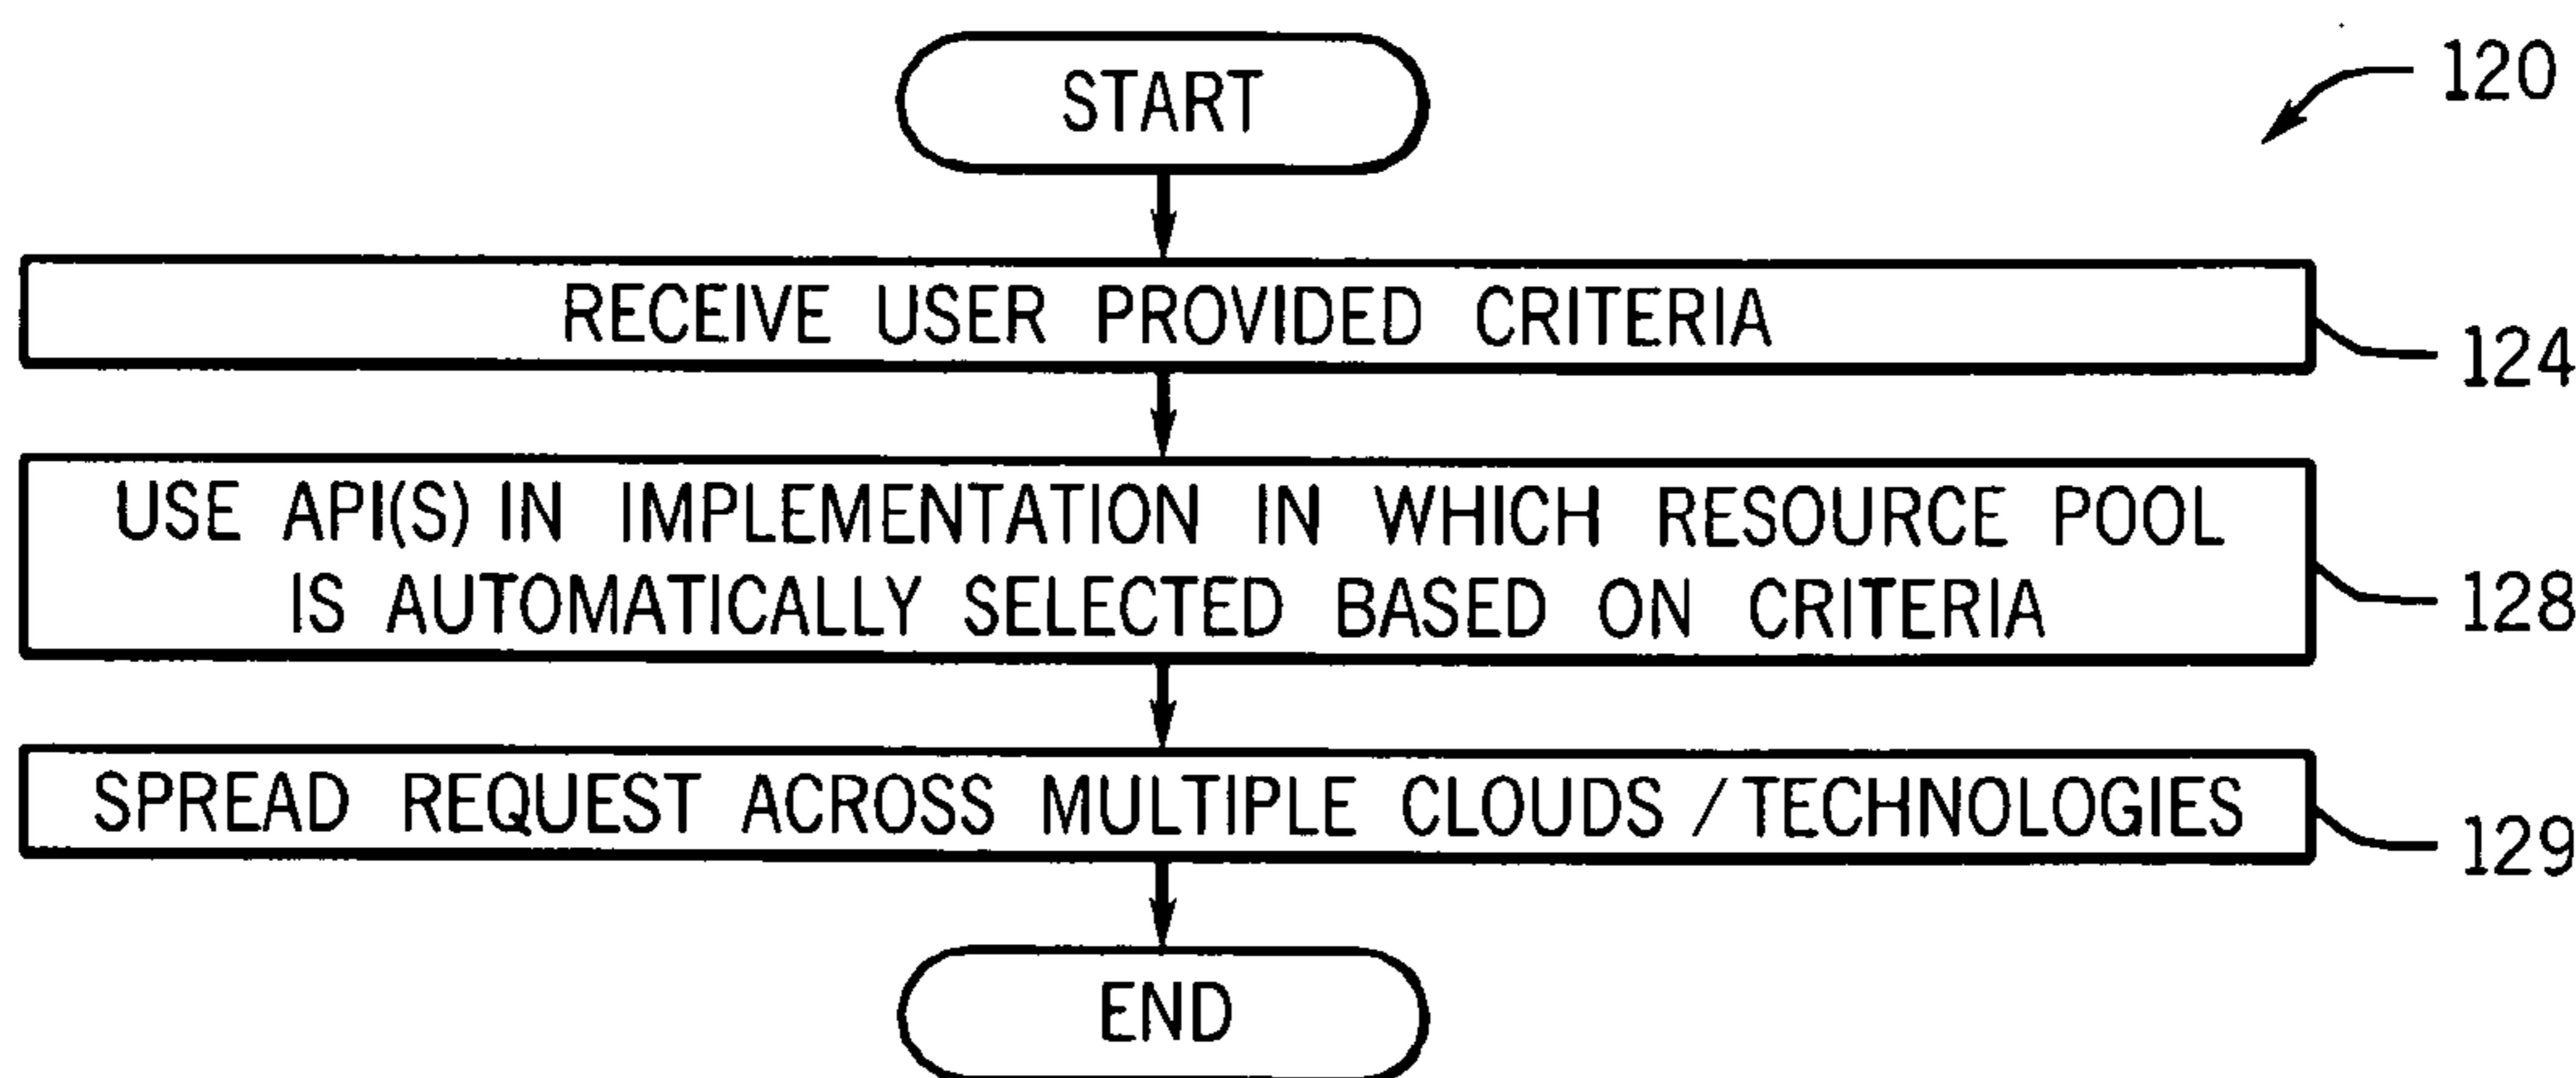 START
120
RECEIVE USER PROVIDED CRITERIA
124
USE API(S) IN IMPLEMENTATION IN WHICH RESOURCE POOL
IS AUTOMATICALLY SELECTED BASED ON CRITERIA
128
SPREAD REQUEST ACROSS MULTIPLE CLOUDS / TECHNOLOGIES
129
END